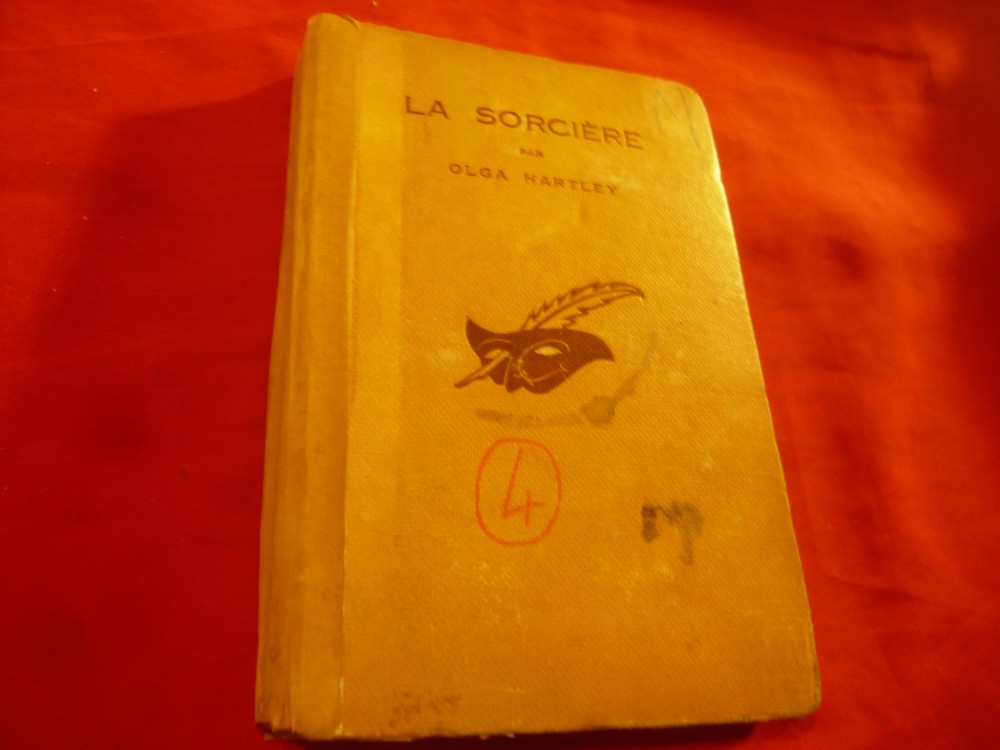 LA SORCIÈRE
PAR
OLGA HARTLEY
4